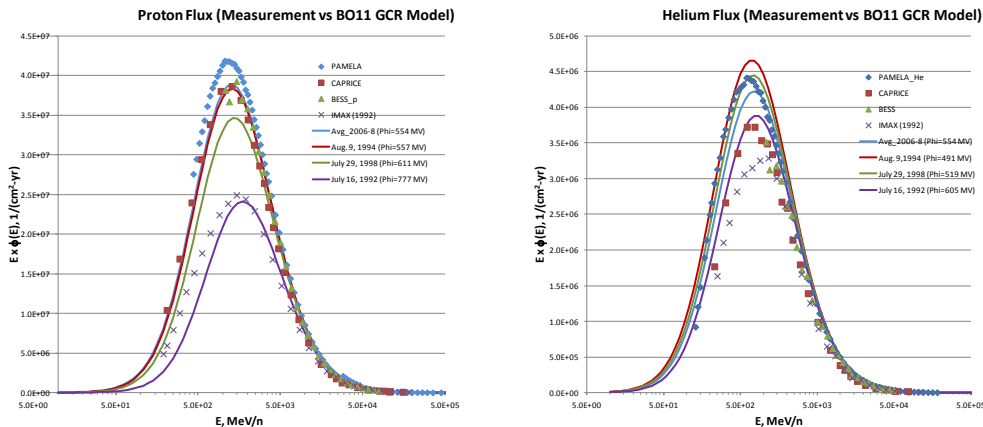 Proton Flux (Measurement vs BO11 GCR Model)
4.5E+07
4.0E+07
3.5E+07
3.0E+07
2.5E+07
2.0E+07
1.5E+07
1.0E+07
5.0E+06
0.0E+00
E x ϕ(E), 1/(cm²-yr)
PAMELA
CAPRICE
BESS_p
IMAX (1992)
Avg_2006-8 (Phi=554 MV)
Aug. 9, 1994 (Phi=557 MV)
July 29, 1998 (Phi=611 MV)
July 16, 1992 (Phi=777 MV)
5.0E+00 5.0E+01 5.0E+02 5.0E+03 5.0E+04 5.0E+05
E, MeV/n
Helium Flux (Measurement vs BO11 GCR Model)
5.0E+06
4.5E+06
4.0E+06
3.5E+06
3.0E+06
2.5E+06
2.0E+06
1.5E+06
1.0E+06
5.0E+05
0.0E+00
E x ϕ(E), 1/(cm²-yr)
PAMELA_He
CAPRICE
BESS
IMAX (1992)
Avg_2006-8 (Phi=554 MV)
Aug. 9,1994 (Phi=491 MV)
July 29, 1998 (Phi=519 MV)
July 16, 1992 (Phi=605 MV)
5.0E+00 5.0E+01 5.0E+02 5.0E+03 5.0E+04 5.0E+05
E, MeV/n